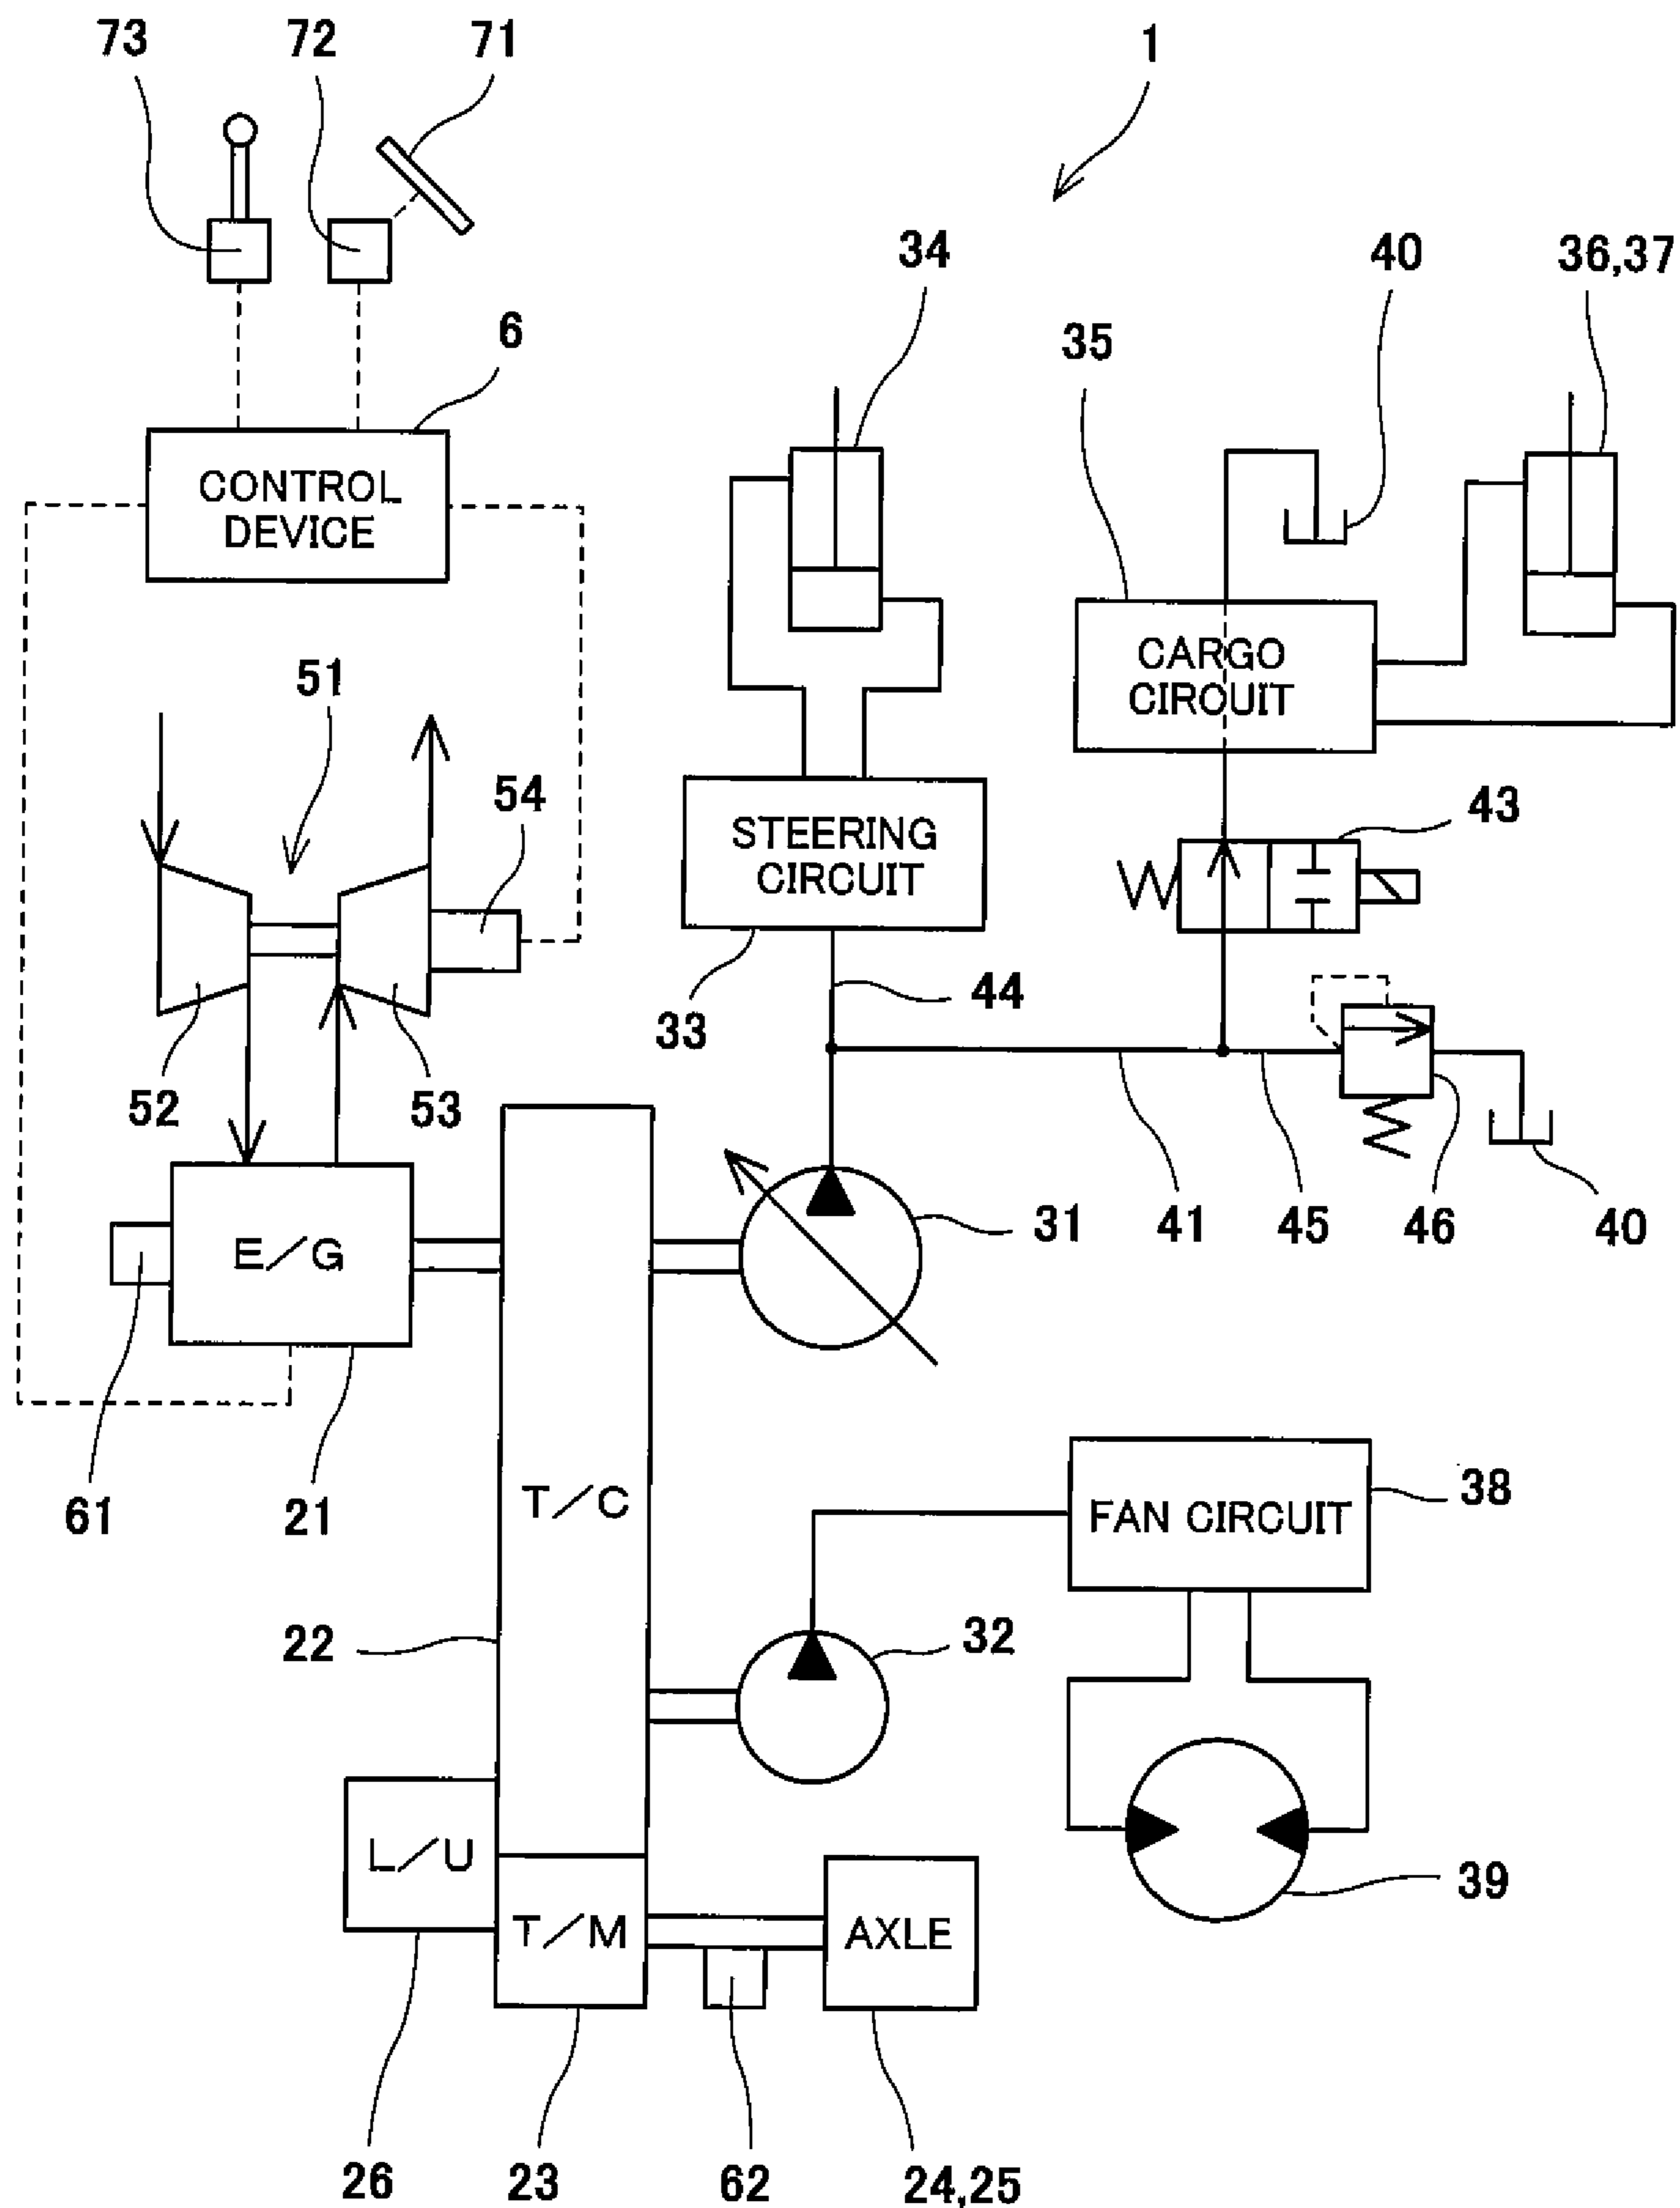 73
72
71
1
34
40
36,37
35
6
CONTROL
DEVICE
CARGO
CIROUIT
51
54
43
STEERING
CIRCUIT
33
44
52
53
31
41
45
46
40
E/G
61
21
T/C
38
FAN CIRCUIT
22
32
L/U
T/M
AXLE
39
26
23
62
24,25